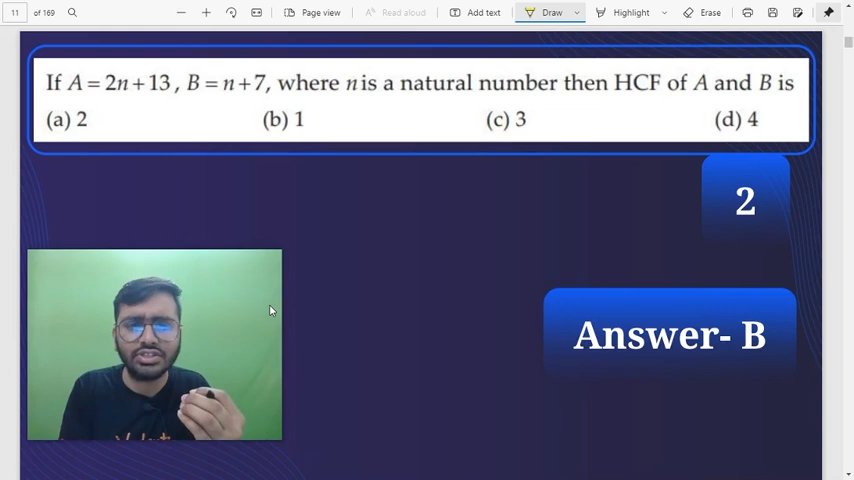 11 of 169 Page view Read aloud Add text Draw Highlight Erase
If A = 2n + 13 , B = n + 7, where n is a natural number then HCF of A and B is
(a) 2 (b) 1 (c) 3 (d) 4
2
Answer- B